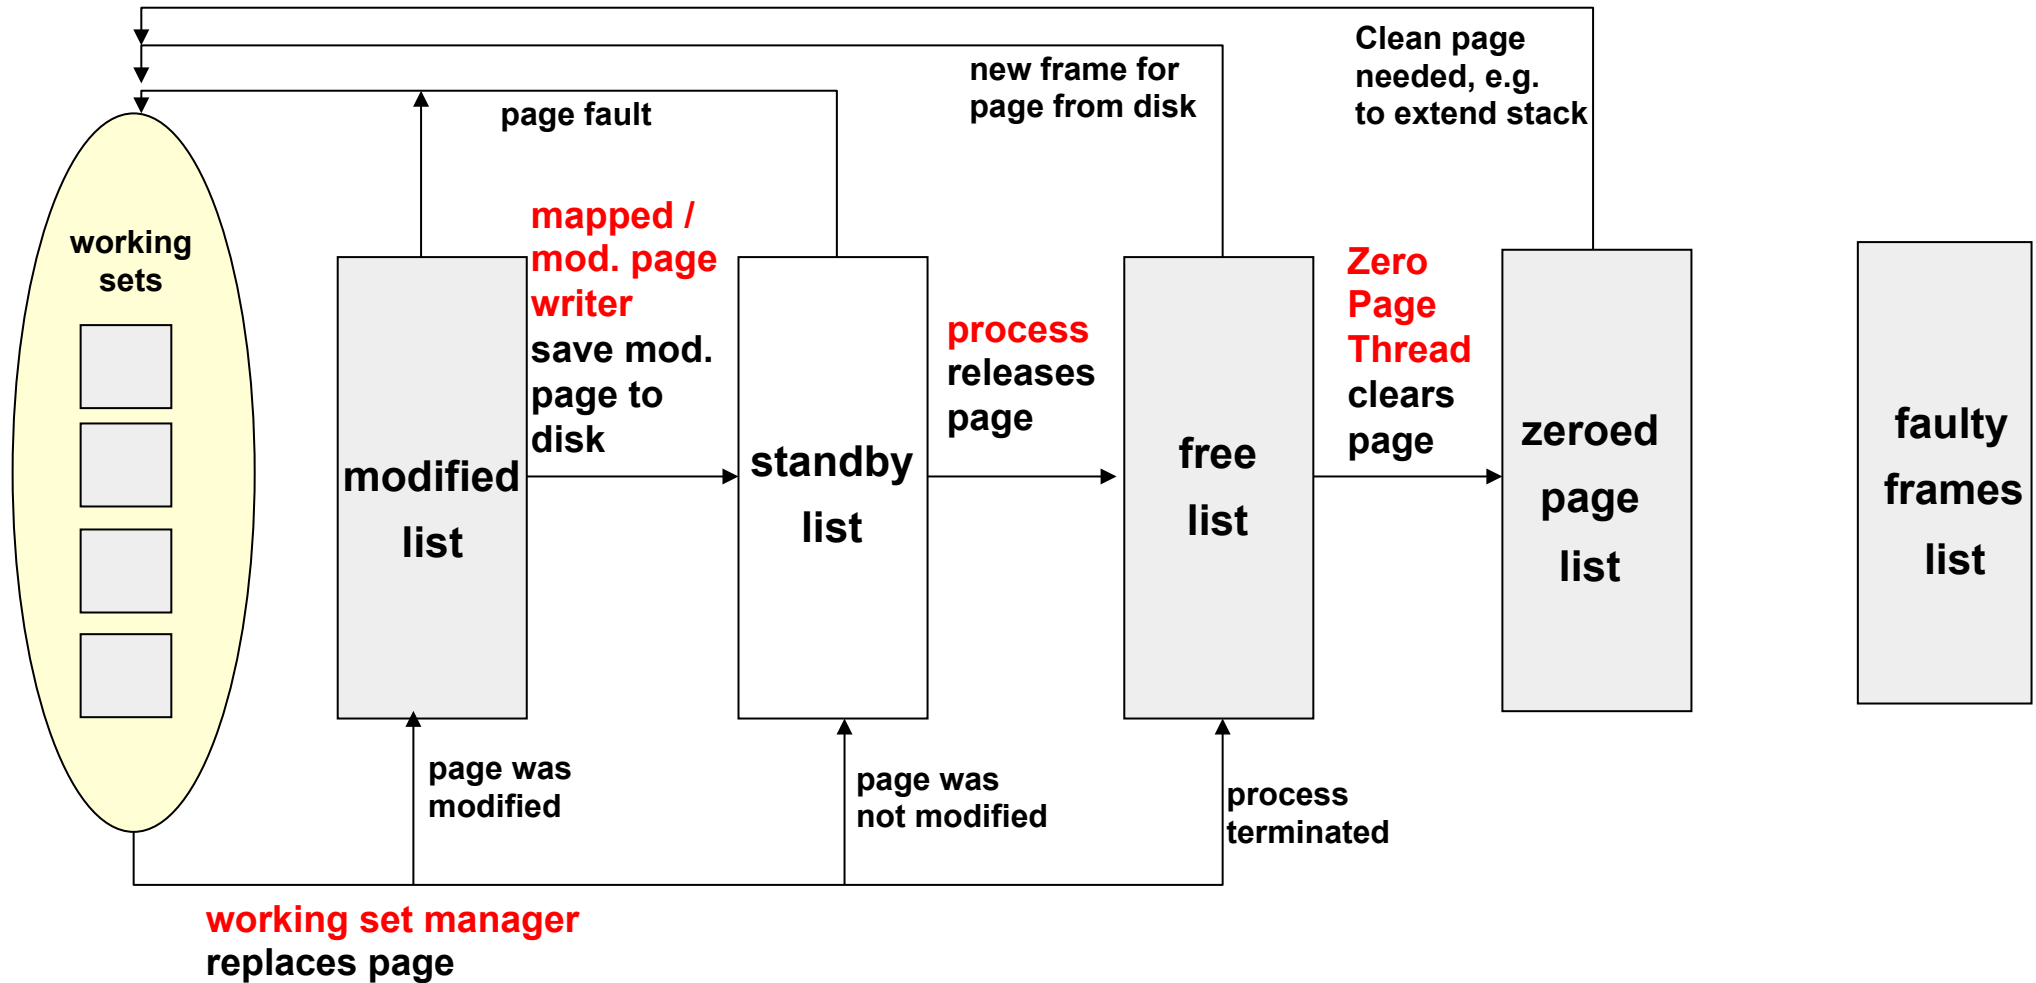 Clean page
needed, e.g.
to extend stack
new frame for
page from disk
page fault
working
sets
mapped /
mod. page
writer
save mod.
page to
disk
process
releases
page
Zero
Page
Thread
clears
page
modified
list
standby
list
free
list
zeroed
page
list
faulty
frames
list
page was
modified
page was
not modified
process
terminated
working set manager
replaces page